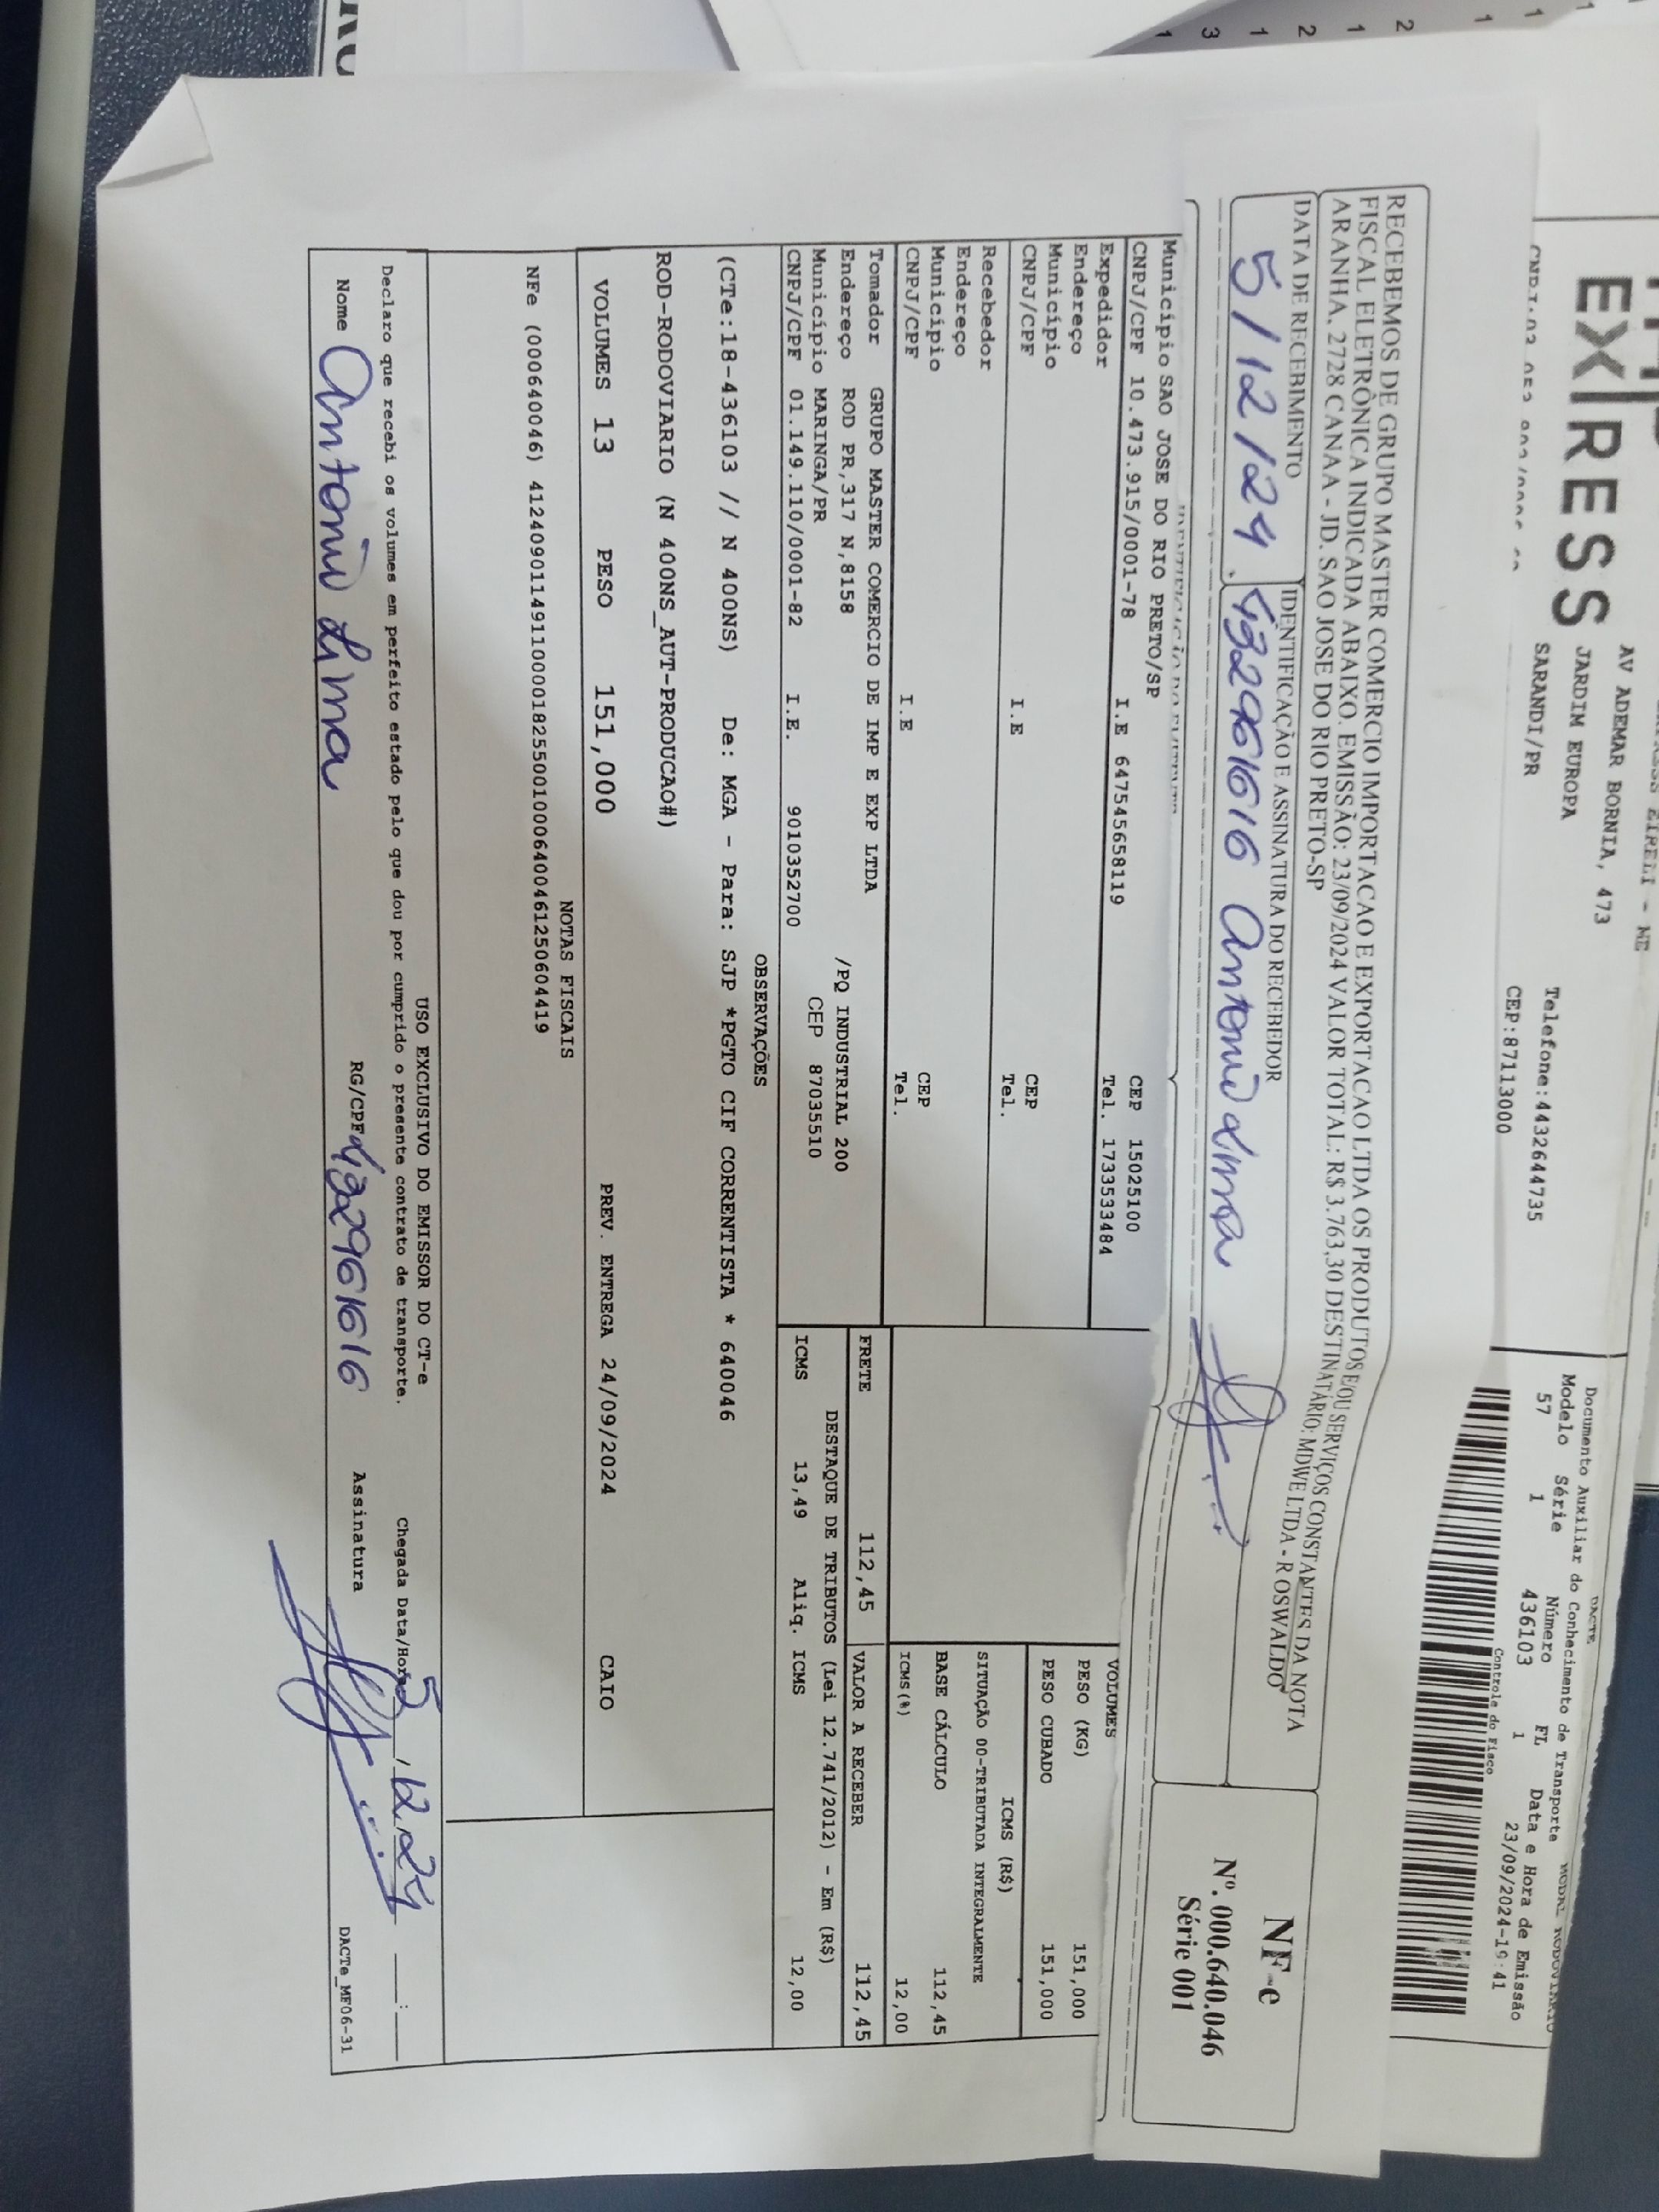 EXPRESS
AV ADEMAR BORNIA, 473
JARDIM EUROPA
SARANDI/PR
Telefone:4432644735
CEP:87113000
DACTE
Documento Auxiliar do Conhecimento de Transporte
Modelo Série Número FL Data e Hora de Emissão
57 1 436103 1 23/09/2024-19:41
Controle do Fisco
RECEBEMOS DE GRUPO MASTER COMERCIO IMPORTACAO E EXPORTACAO LTDA OS PRODUTOS E/OU SERVIÇOS CONSTANTES DA NOTA
FISCAL ELETRÔNICA INDICADA ABAIXO. EMISSÃO: 23/09/2024 VALOR TOTAL: R$ 3.763,30 DESTINATÁRIO: MDWE LTDA - R OSWALDO
ARANHA, 2728 CANAA - JD. SAO JOSE DO RIO PRETO-SP
DATA DE RECEBIMENTO
IDENTIFICAÇÃO E ASSINATURA DO RECEBEDOR
5/12/24. 432961616 Antonio Lima
NF-e
Nº. 000.640.046
Série 001
Município SAO JOSE DO RIO PRETO/SP
CNPJ/CPF 10.473.915/0001-78 I.E 647545658119 CEP 15025100
Expedidor Tel. 1733533484
Endereço
Município CEP
CNPJ/CPF I.E Tel.
Recebedor
Endereço
Município CEP
CNPJ/CPF I.E Tel.
VOLUMES
PESO (KG) 151,000
PESO CUBADO 151,000
ICMS (R$)
SITUAÇÃO 00-TRIBUTADA INTEGRALMENTE
BASE CÁLCULO 112,45
ICMS(%) 12,00
Tomador GRUPO MASTER COMERCIO DE IMP E EXP LTDA
Endereço ROD PR,317 N,8158 /PQ INDUSTRIAL 200
Município MARINGA/PR CEP 87035510
CNPJ/CPF 01.149.110/0001-82 I.E. 9010352700
FRETE 112,45 VALOR A RECEBER 112,45
DESTAQUE DE TRIBUTOS (Lei 12.741/2012) - Em (R$)
ICMS 13,49 Aliq. ICMS 12,00
OBSERVAÇÕES
(CTe:18-436103 // N 400NS) De: MGA - Para: SJP *PGTO CIF CORRENTISTA * 640046
ROD-RODOVIARIO (N 400NS_AUT-PRODUCAO#)
VOLUMES 13 PESO 151,000 PREV. ENTREGA 24/09/2024 CAIO
NOTAS FISCAIS
NFe (000640046) 41240901149110000182550010006400461250604419
USO EXCLUSIVO DO EMISSOR DO CT-e
Declaro que recebi os volumes em perfeito estado pelo que dou por cumprido o presente contrato de transporte. Chegada Data/Hora 5/12/24 __:__
Nome Antonio Lima RG/CPF 432961616 Assinatura
DACTe_MF06-31